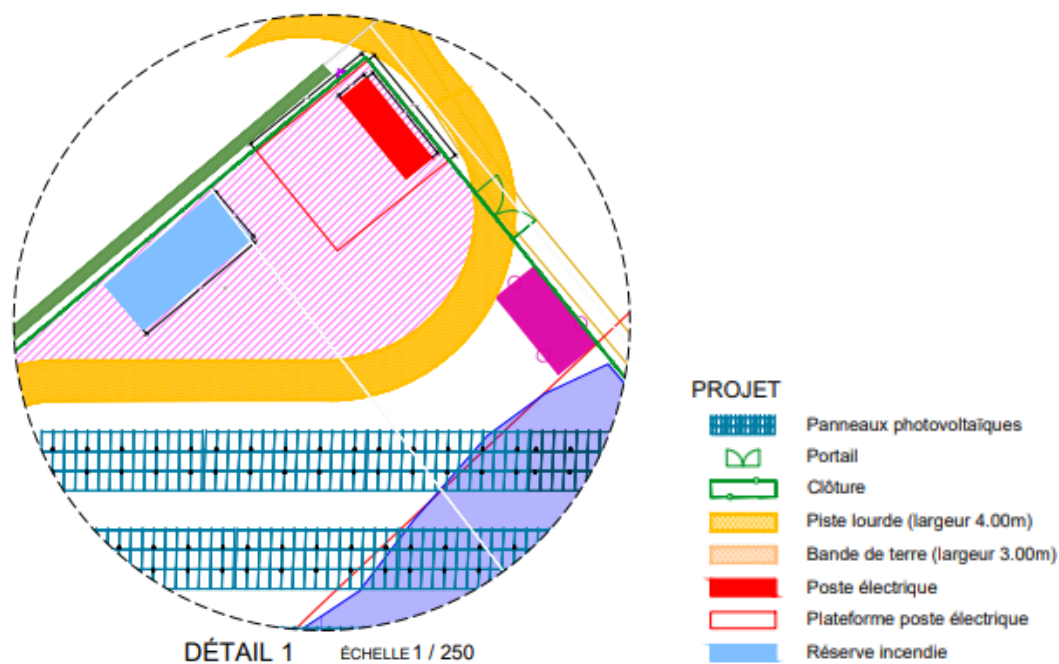 PROJET
Panneaux photovoltaïques
Portail
Clôture
Piste lourde (largeur 4.00m)
Bande de terre (largeur 3.00m)
Poste électrique
Plateforme poste électrique
Réserve incendie
DÉTAIL 1 ÉCHELLE 1 / 250